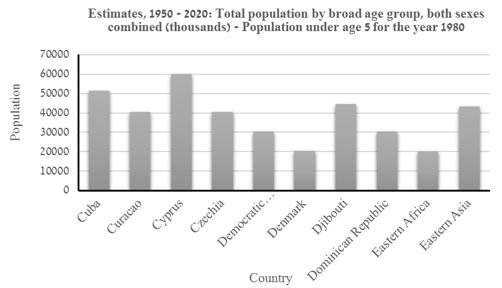 Estimates, 1950 - 2020: Total population by broad age group, both sexes
combined (thousands) - Population under age 5 for the year 1980
Population
70000
60000
50000
40000
30000
20000
10000
0
Cuba
Curacao
Cyprus
Czechia
Democratic...
Denmark
Djibouti
Dominican Republic
Eastern Africa
Eastern Asia
Country